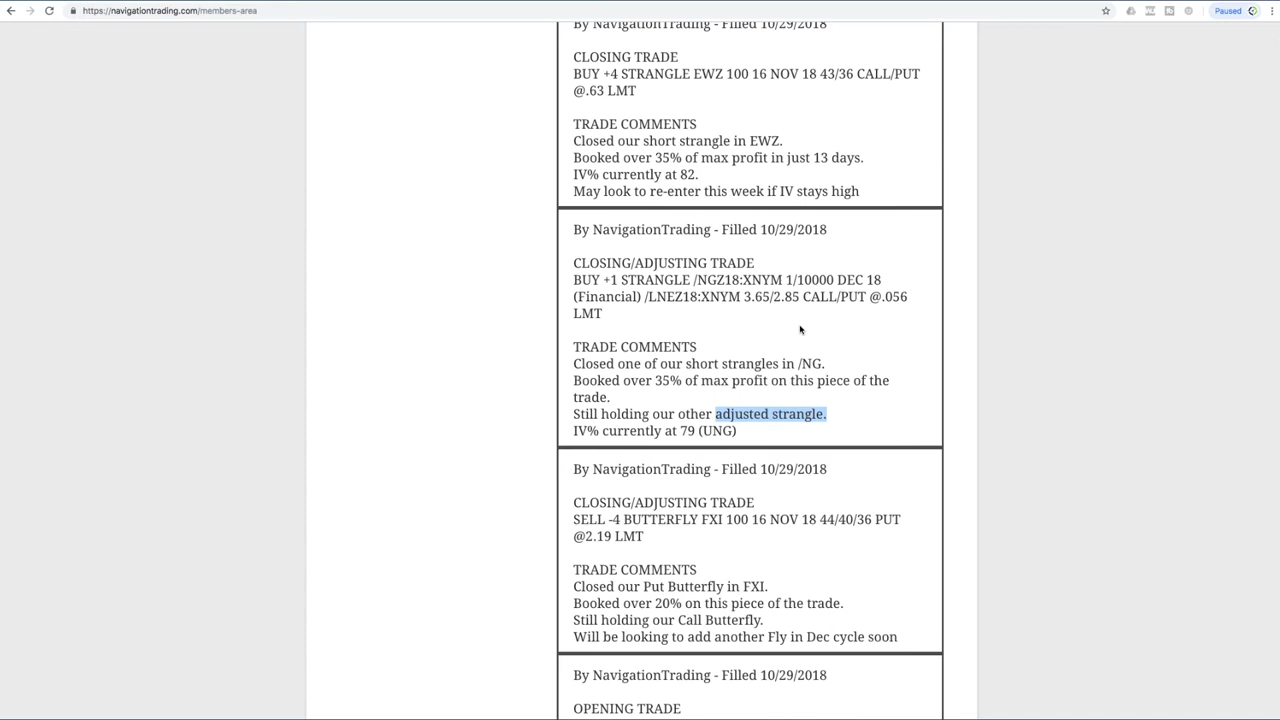 https://navigationtrading.com/members-area
Paused
By NavigationTrading - Filled 10/29/2018
CLOSING TRADE
BUY +4 STRANGLE EWZ 100 16 NOV 18 43/36 CALL/PUT
@.63 LMT
TRADE COMMENTS
Closed our short strangle in EWZ.
Booked over 35% of max profit in just 13 days.
IV% currently at 82.
May look to re-enter this week if IV stays high
By NavigationTrading - Filled 10/29/2018
CLOSING/ADJUSTING TRADE
BUY +1 STRANGLE /NGZ18:XNYM 1/10000 DEC 18
(Financial) /LNEZ18:XNYM 3.65/2.85 CALL/PUT @.056
LMT
TRADE COMMENTS
Closed one of our short strangles in /NG.
Booked over 35% of max profit on this piece of the
trade.
Still holding our other adjusted strangle.
IV% currently at 79 (UNG)
By NavigationTrading - Filled 10/29/2018
CLOSING/ADJUSTING TRADE
SELL -4 BUTTERFLY FXI 100 16 NOV 18 44/40/36 PUT
@2.19 LMT
TRADE COMMENTS
Closed our Put Butterfly in FXI.
Booked over 20% on this piece of the trade.
Still holding our Call Butterfly.
Will be looking to add another Fly in Dec cycle soon
By NavigationTrading - Filled 10/29/2018
OPENING TRADE